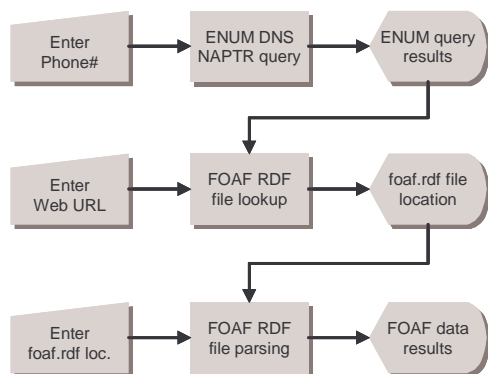 Enter
Phone#
ENUM DNS
NAPTR query
ENUM query
results
Enter
Web URL
FOAF RDF
file lookup
foaf.rdf file
location
Enter
foaf.rdf loc.
FOAF RDF
file parsing
FOAF data
results